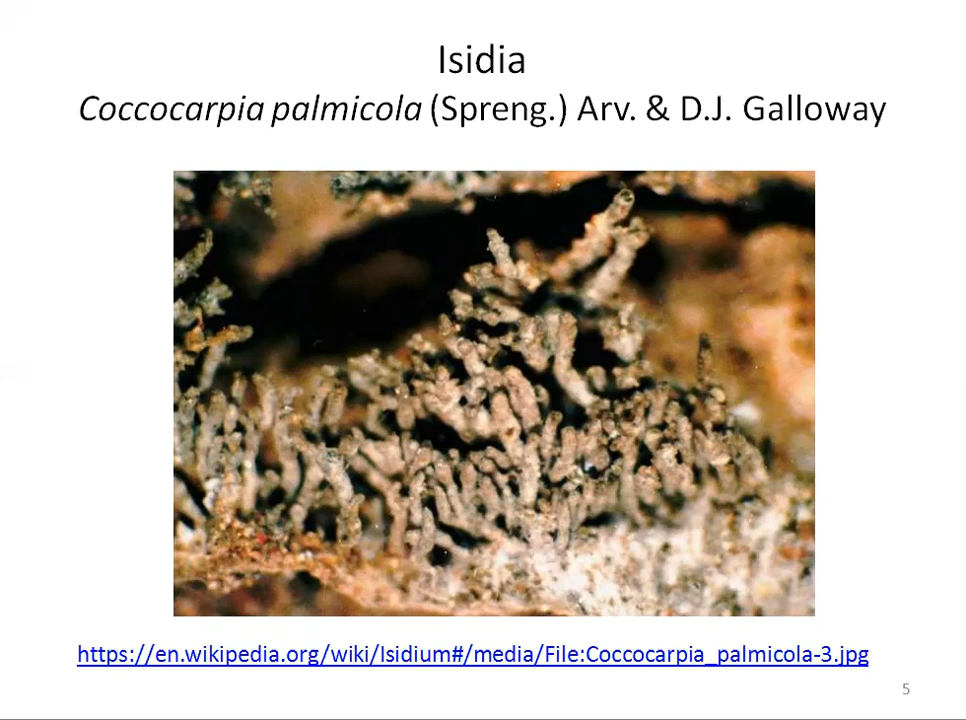 Isidia
Coccocarpia palmicola (Spreng.) Arv. & D.J. Galloway
https://en.wikipedia.org/wiki/Isidium#/media/File:Coccocarpia_palmicola-3.jpg
5